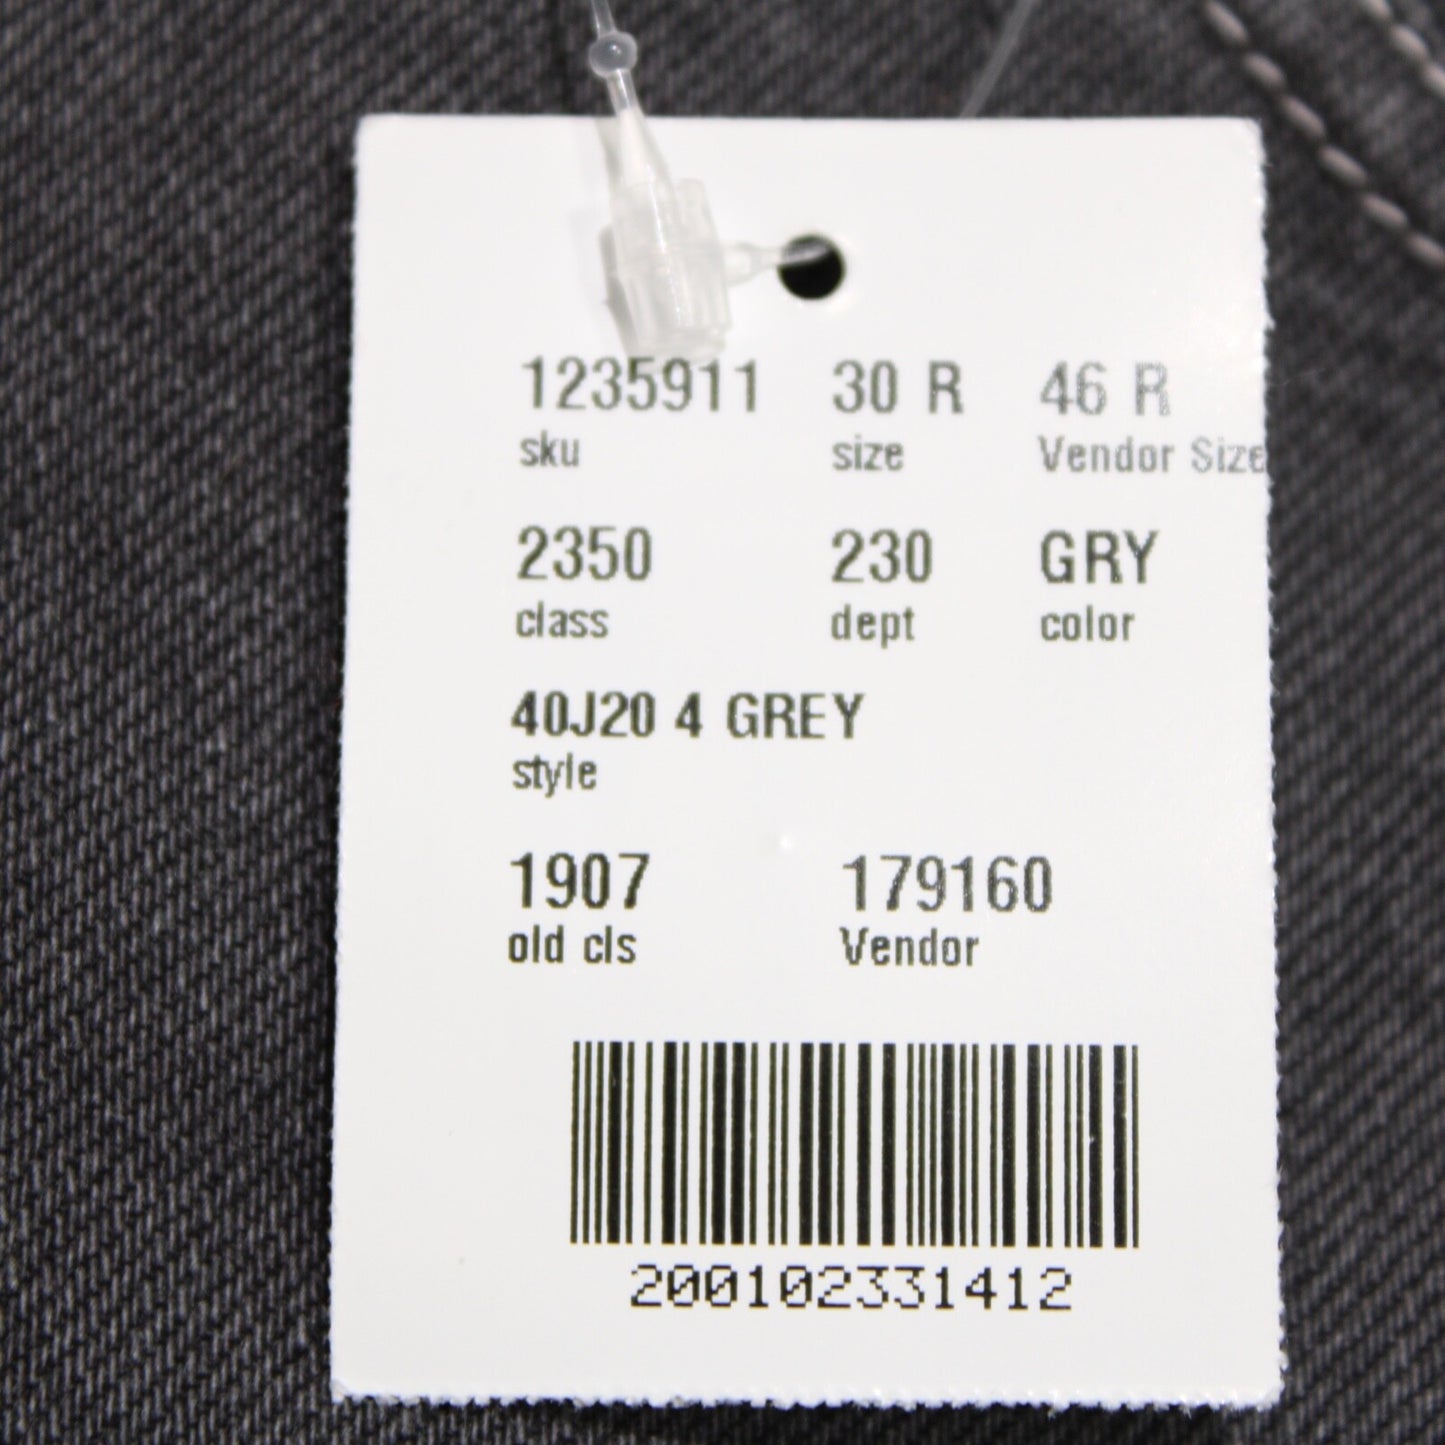 1235911 30 R 46 R
sku size Vendor Size
2350 230 GRY
class dept color
40J20 4 GREY
style
1907 179160
old cls Vendor
200102331412